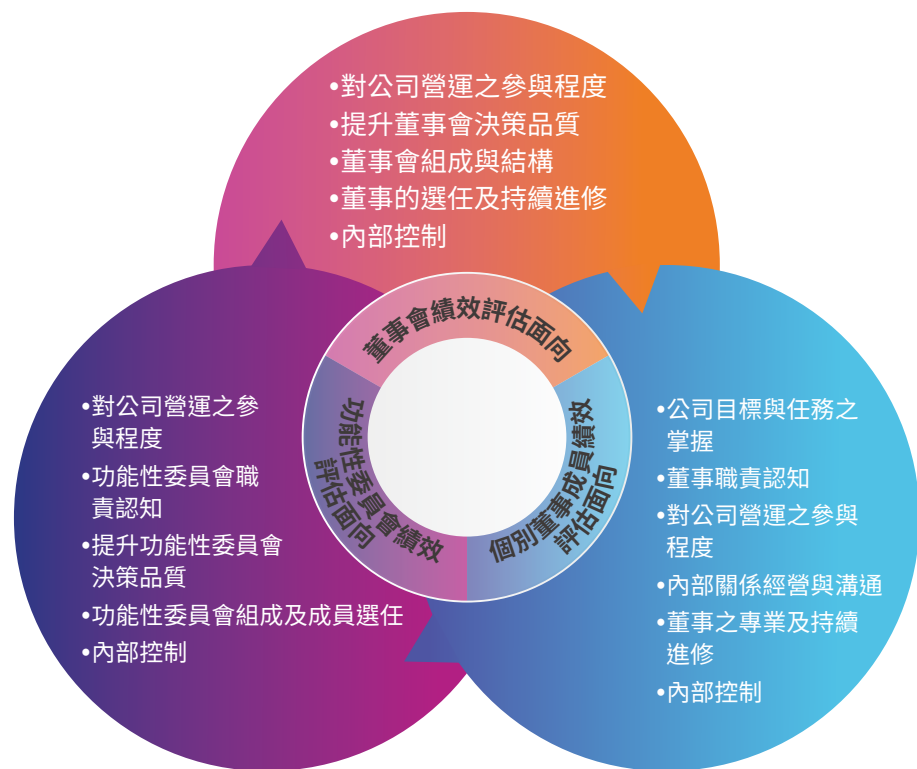 •對公司營運之參與程度
•提升董事會決策品質
•董事會組成與結構
•董事的選任及持續進修
•內部控制
董事會績效評估面向
功能性委員會績效
評估面向
個別董事成員績效
評估面向
•對公司營運之參
與程度
•功能性委員會職
責認知
•提升功能性委員會
決策品質
•功能性委員會組成及成員選任
•內部控制
•公司目標與任務之
掌握
•董事職責認知
•對公司營運之參與
程度
•內部關係經營與溝通
•董事之專業及持續
進修
•內部控制